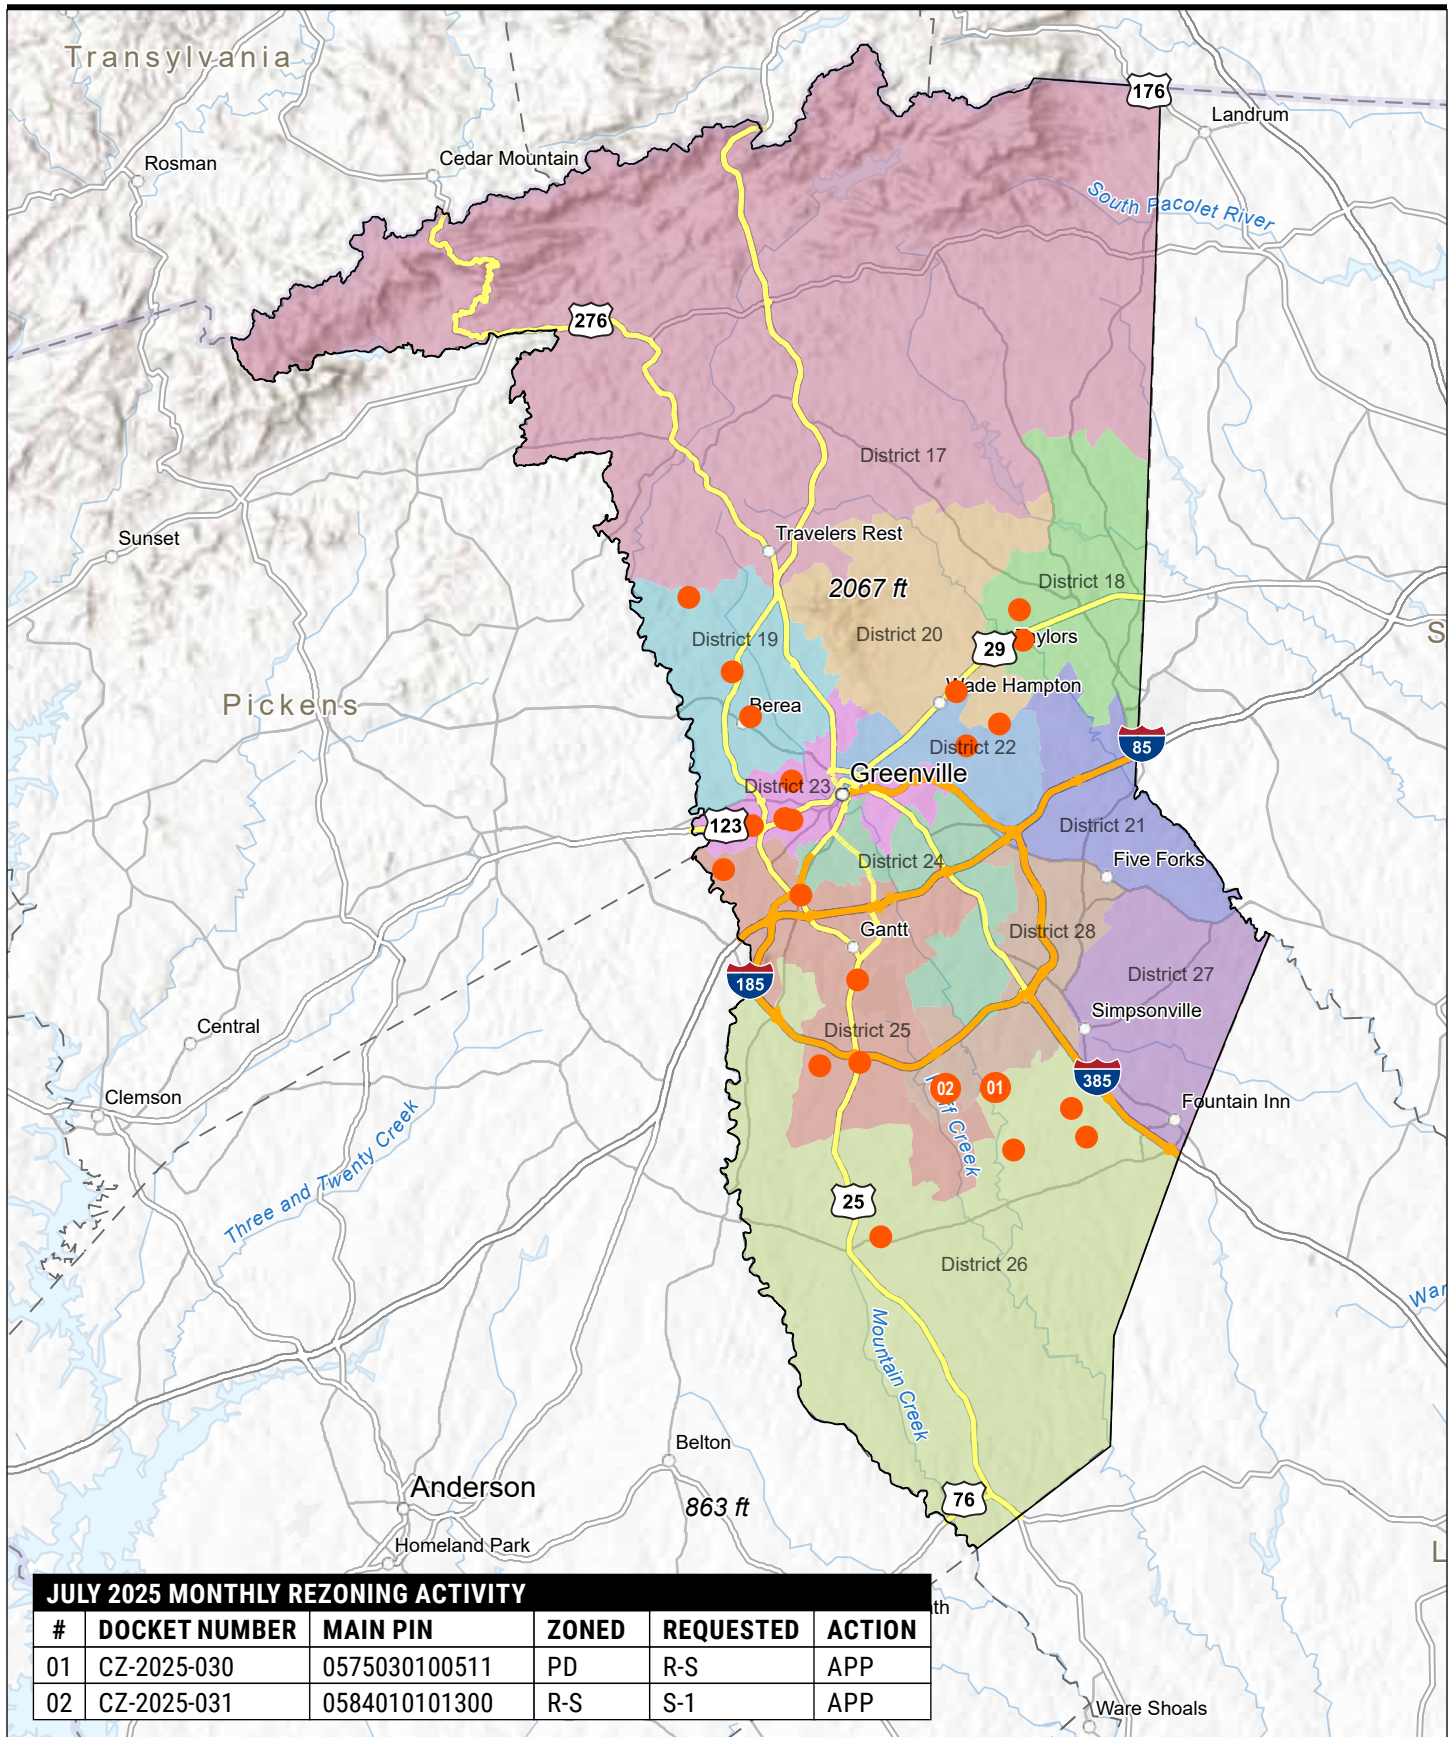 Transylvania
176
Landrum
Rosman
Cedar Mountain
South Pacolet River
276
District 17
Travelers Rest
Sunset
District 18
2067 ft
District 19
District 20
29
Wade Hampton
Pickens
Berea
District 22
85
Greenville
District 23
123
District 21
District 24
Five Forks
Gantt
District 28
District 27
185
Simpsonville
Central
District 25
385
02
01
Clemson
Fountain Inn
Creek
Three and Twenty Creek
25
District 26
Mountain Creek
Belton
Anderson
863 ft
76
Homeland Park
JULY 2025 MONTHLY REZONING ACTIVITY
# DOCKET NUMBER MAIN PIN ZONED REQUESTED ACTION
01 CZ-2025-030 0575030100511 PD R-S APP
02 CZ-2025-031 0584010101300 R-S S-1 APP
Ware Shoals